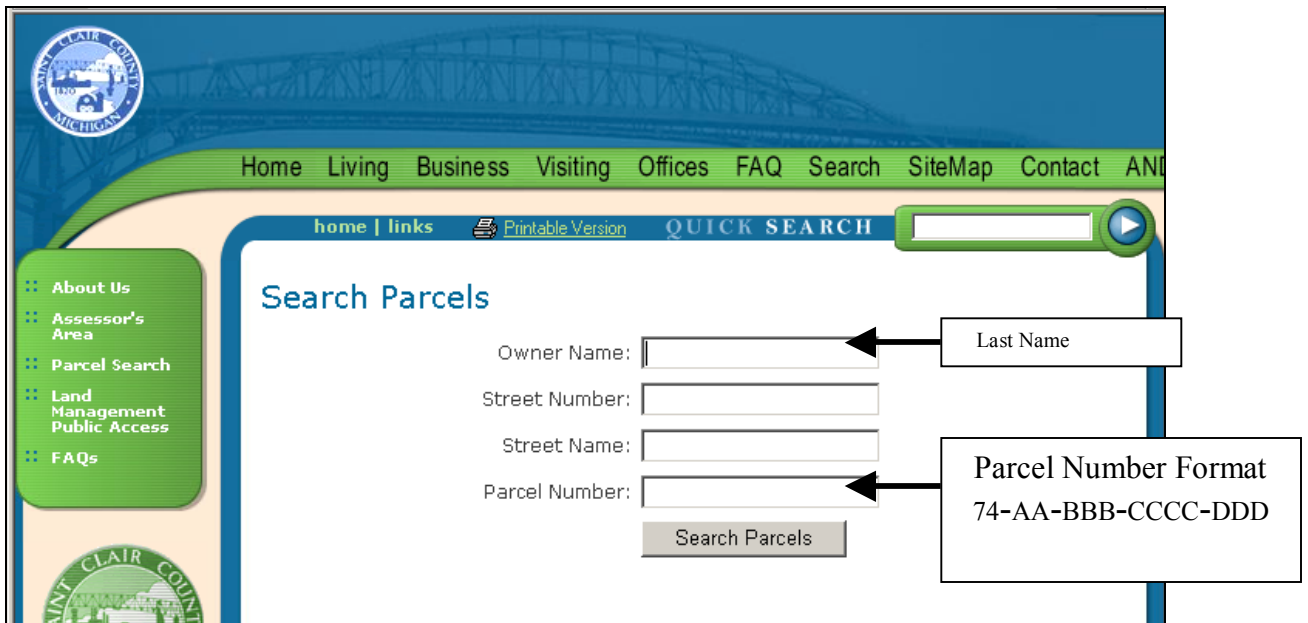 SAINT CLAIR COUNTY
1820
MICHIGAN
Home Living Business Visiting Offices FAQ Search SiteMap Contact
home | links Printable Version QUICK SEARCH
:: About Us
:: Assessor's
Area
:: Parcel Search
:: Land
Management
Public Access
:: FAQs
Search Parcels
Owner Name:
Last Name
Street Number:
Street Name:
Parcel Number:
Parcel Number Format
74-AA-BBB-CCCC-DDD
Search Parcels
SAINT CLAIR COUNTY